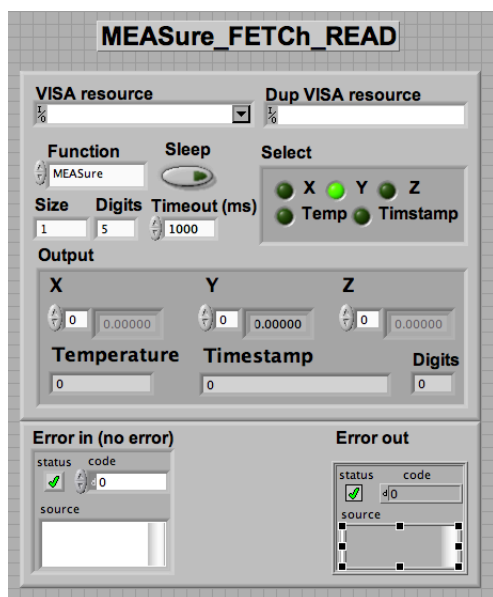 MEASure_FETCh_READ
VISA resource Dup VISA resource
I/O I/O
Function Sleep Select
MEASure
X Y Z
Size Digits Timeout (ms) Temp Timstamp
1 5 1000
Output
X Y Z
0 0.00000 0 0.00000 0 0.00000
Temperature Timestamp Digits
0 0 0
Error in (no error) Error out
status code status code
0 0
source source